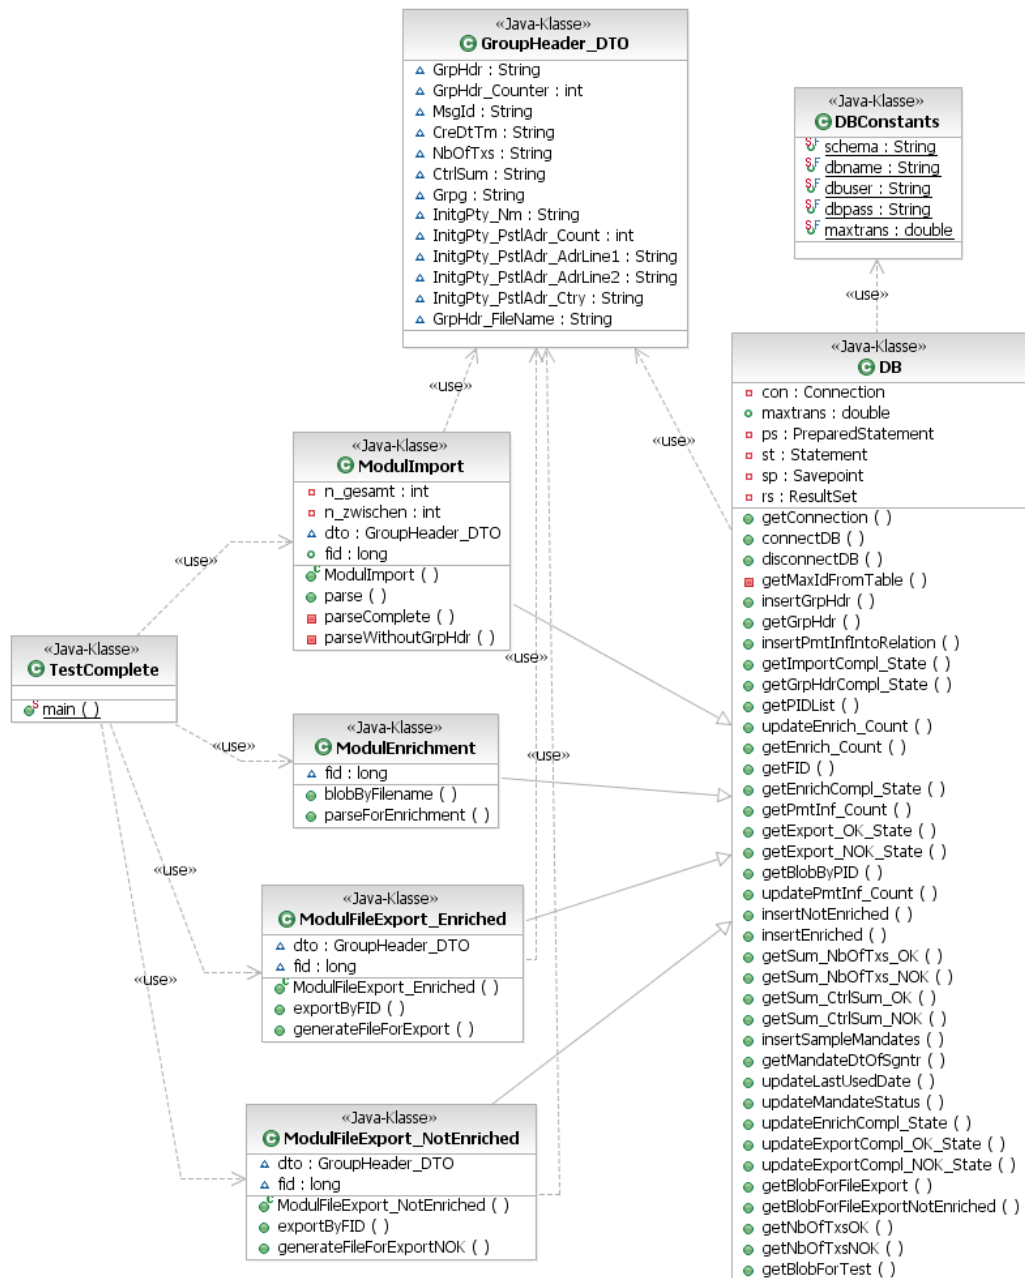 «Java-Klasse»
GroupHeader_DTO
GrpHdr : String
GrpHdr_Counter : int
MsgId : String
CreDtTm : String
NbOfTxs : String
CtrlSum : String
Grpg : String
InitgPty_Nm : String
InitgPty_PstlAdr_Count : int
InitgPty_PstlAdr_AdrLine1 : String
InitgPty_PstlAdr_AdrLine2 : String
InitgPty_PstlAdr_Ctry : String
GrpHdr_FileName : String
«Java-Klasse»
DBConstants
schema : String
dbname : String
dbuser : String
dbpass : String
maxtrans : double
«use»
«Java-Klasse»
DB
con : Connection
maxtrans : double
ps : PreparedStatement
st : Statement
sp : Savepoint
rs : ResultSet
getConnection ( )
connectDB ( )
disconnectDB ( )
getMaxIdFromTable ( )
insertGrpHdr ( )
getGrpHdr ( )
insertPmtInfIntoRelation ( )
getImportCompl_State ( )
getGrpHdrCompl_State ( )
getPIDList ( )
updateEnrich_Count ( )
getEnrich_Count ( )
getFID ( )
getEnrichCompl_State ( )
getPmtInf_Count ( )
getExport_OK_State ( )
getExport_NOK_State ( )
getBlobByPID ( )
updatePmtInf_Count ( )
insertNotEnriched ( )
insertEnriched ( )
getSum_NbOfTxs_OK ( )
getSum_NbOfTxs_NOK ( )
getSum_CtrlSum_OK ( )
getSum_CtrlSum_NOK ( )
insertSampleMandates ( )
getMandateDtOfSgntr ( )
updateLastUsedDate ( )
updateMandateStatus ( )
updateEnrichCompl_State ( )
updateExportCompl_OK_State ( )
updateExportCompl_NOK_State ( )
getBlobForFileExport ( )
getBlobForFileExportNotEnriched ( )
getNbOfTxsOK ( )
getNbOfTxsNOK ( )
getBlobForTest ( )
«use»
«use»
«Java-Klasse»
ModulImport
n_gesamt : int
n_zwischen : int
dto : GroupHeader_DTO
fid : long
ModulImport ( )
parse ( )
parseComplete ( )
parseWithoutGrpHdr ( )
«use»
«use»
«use»
«Java-Klasse»
TestComplete
main ( )
«use»
«Java-Klasse»
ModulEnrichment
fid : long
blobByFilename ( )
parseForEnrichment ( )
«use»
«Java-Klasse»
ModulFileExport_Enriched
dto : GroupHeader_DTO
fid : long
ModulFileExport_Enriched ( )
exportByFID ( )
generateFileForExport ( )
«use»
«Java-Klasse»
ModulFileExport_NotEnriched
dto : GroupHeader_DTO
fid : long
ModulFileExport_NotEnriched ( )
exportByFID ( )
generateFileForExportNOK ( )